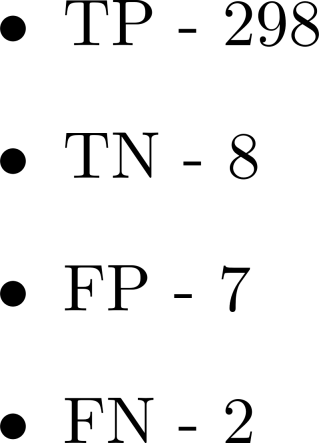 • TP - 298
• TN - 8
• FP - 7
• FN - 2